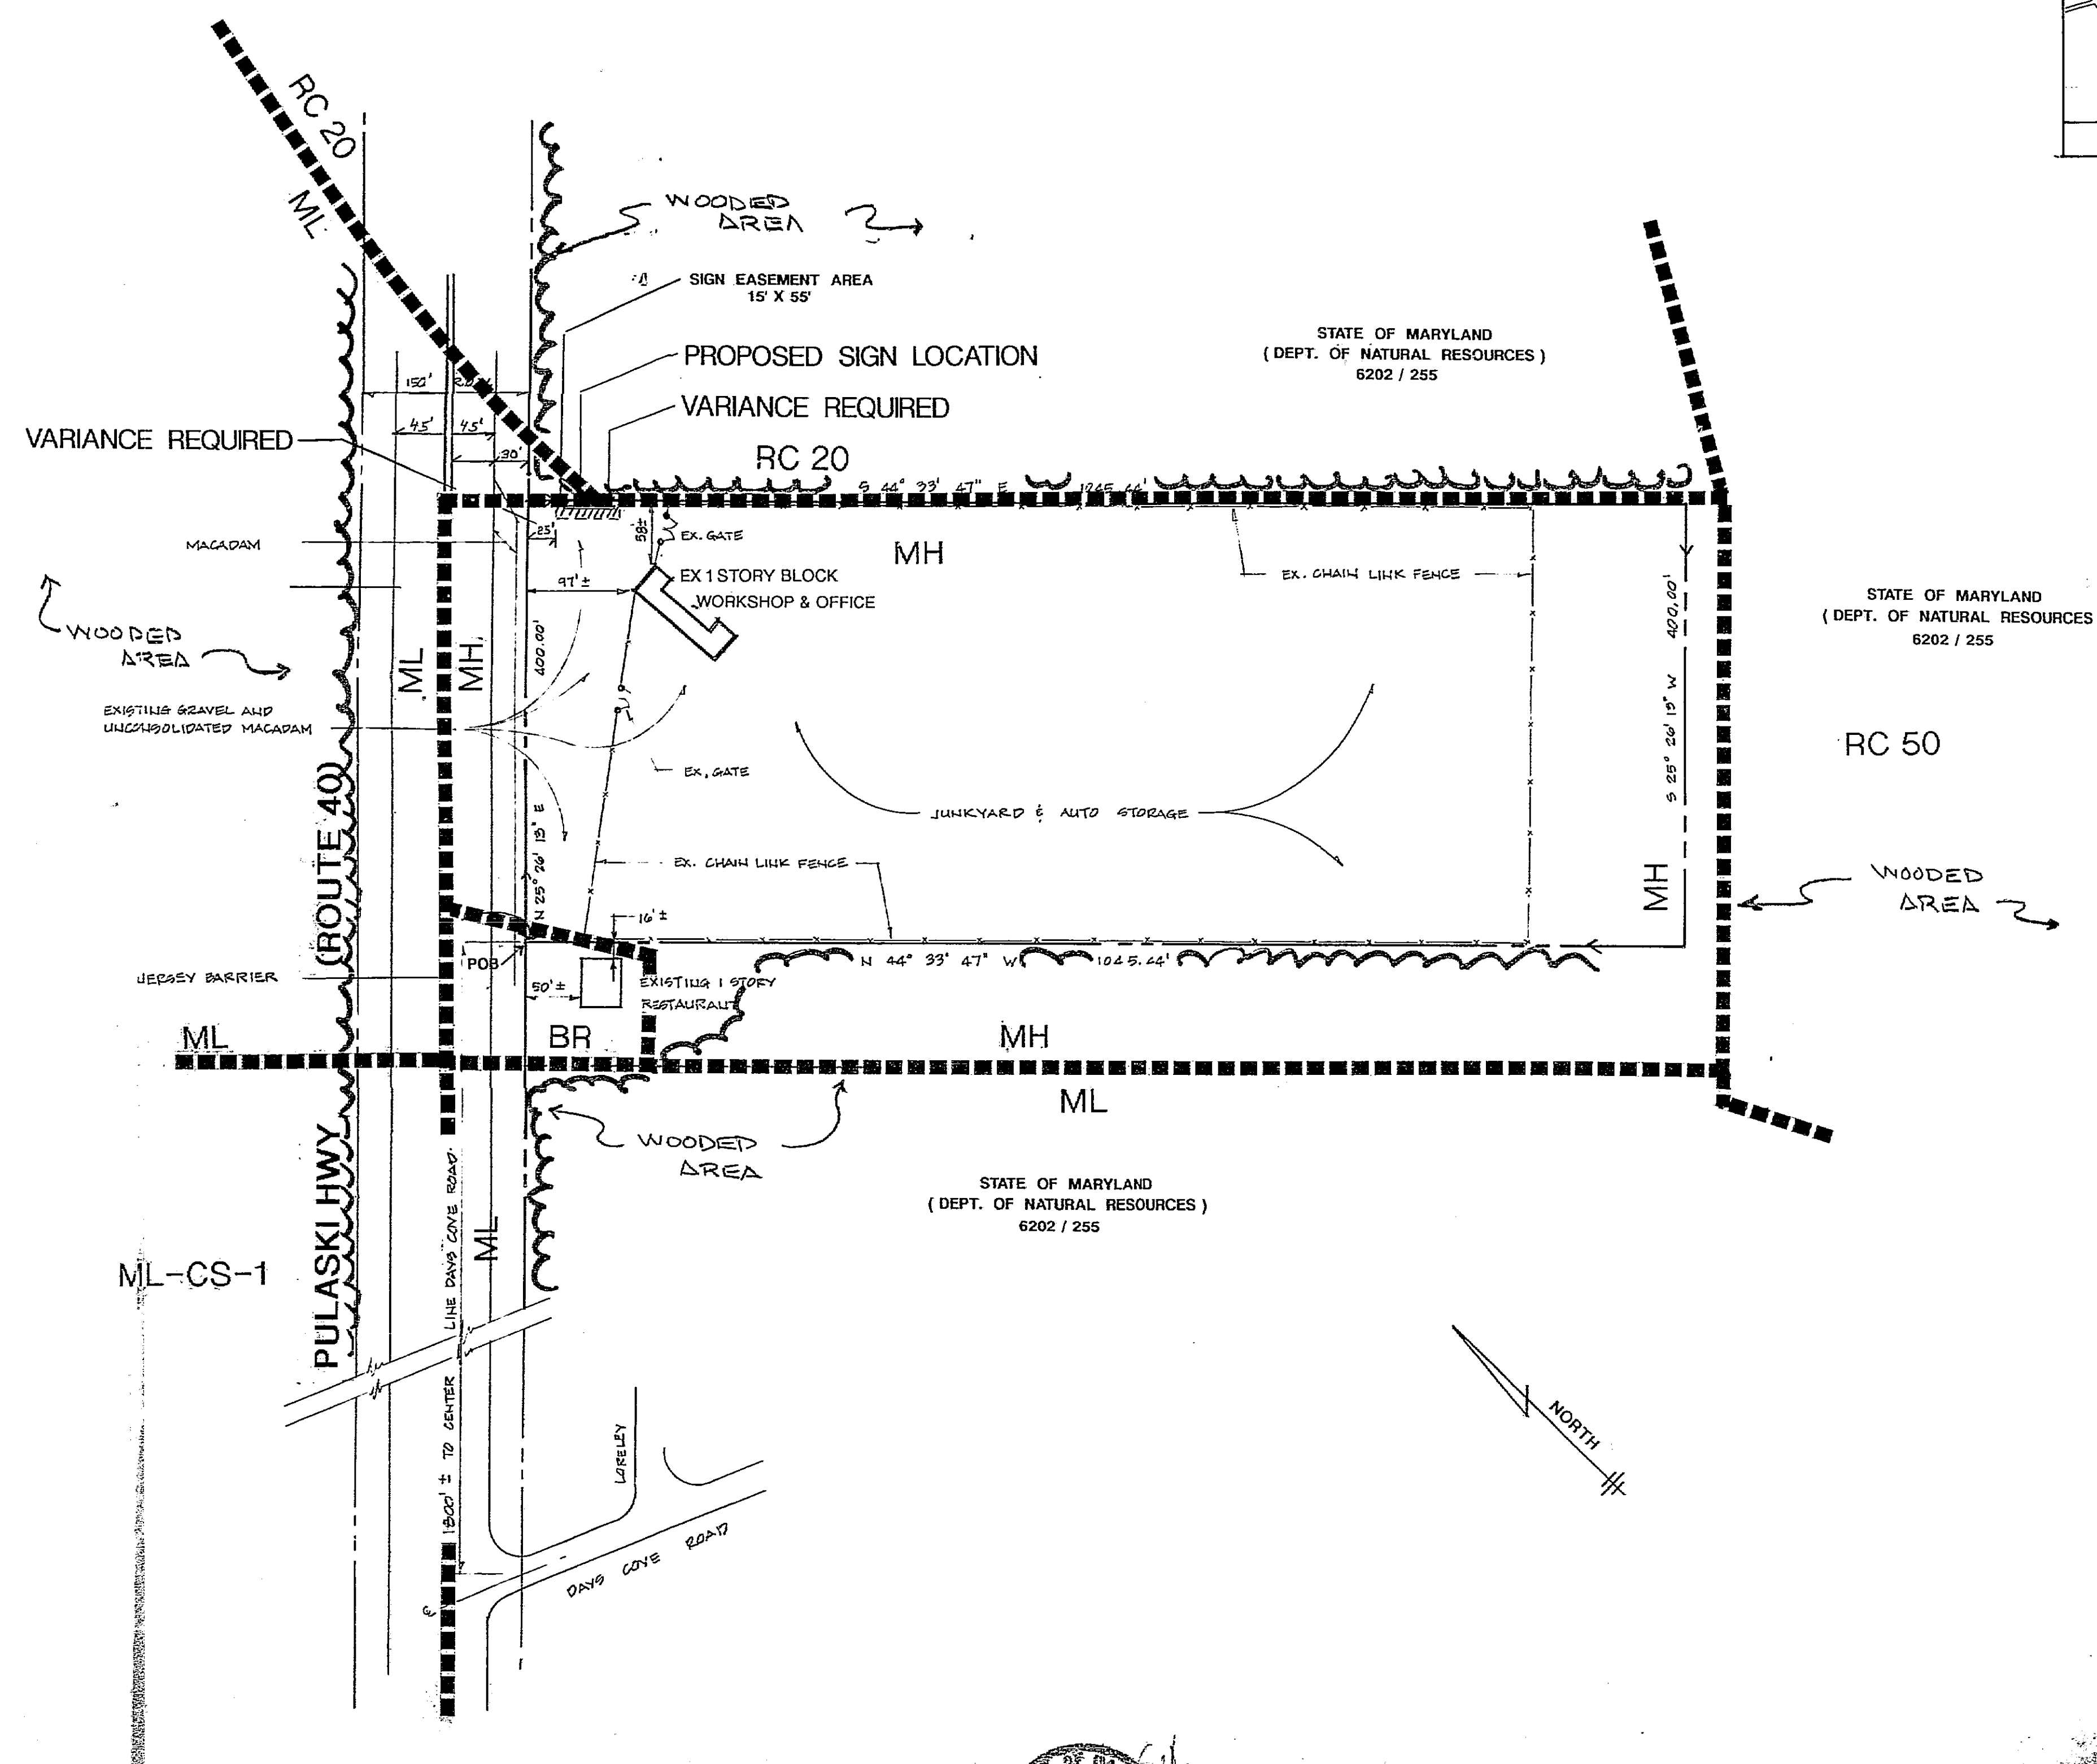 RC 20
ML
WOODED
AREA
SIGN EASEMENT AREA
15' X 55'
PROPOSED SIGN LOCATION
VARIANCE REQUIRED
STATE OF MARYLAND
( DEPT. OF NATURAL RESOURCES )
6202 / 255
150'
45'
45'
30'
VARIANCE REQUIRED
RC 20
S 44° 33' 47" E
1045.44'
25'
58±
EX. GATE
MH
MACADAM
97'±
EX 1 STORY BLOCK
WORKSHOP & OFFICE
EX. CHAIN LINK FENCE
400.00'
S 25° 26' 13" W
STATE OF MARYLAND
( DEPT. OF NATURAL RESOURCES
6202 / 255
WOODED
AREA
ML
MH
400.00'
N 25° 26' 13" E
EXISTING GRAVEL AND
UNCONSOLIDATED MACADAM
EX. GATE
RC 50
JUNKYARD & AUTO STORAGE
EX. CHAIN LINK FENCE
MH
WOODED
AREA
(ROUTE 40)
16'±
POB
N 44° 33' 47" W
1045.44'
JERSEY BARRIER
50'±
EXISTING 1 STORY
RESTAURANT
ML
BR
MH
ML
WOODED
AREA
STATE OF MARYLAND
( DEPT. OF NATURAL RESOURCES )
6202 / 255
PULASKI HWY
ML
ML-CS-1
1800' ± TO CENTER LINE DAYS COVE ROAD.
LORELEY
DAYS COVE ROAD
NORTH